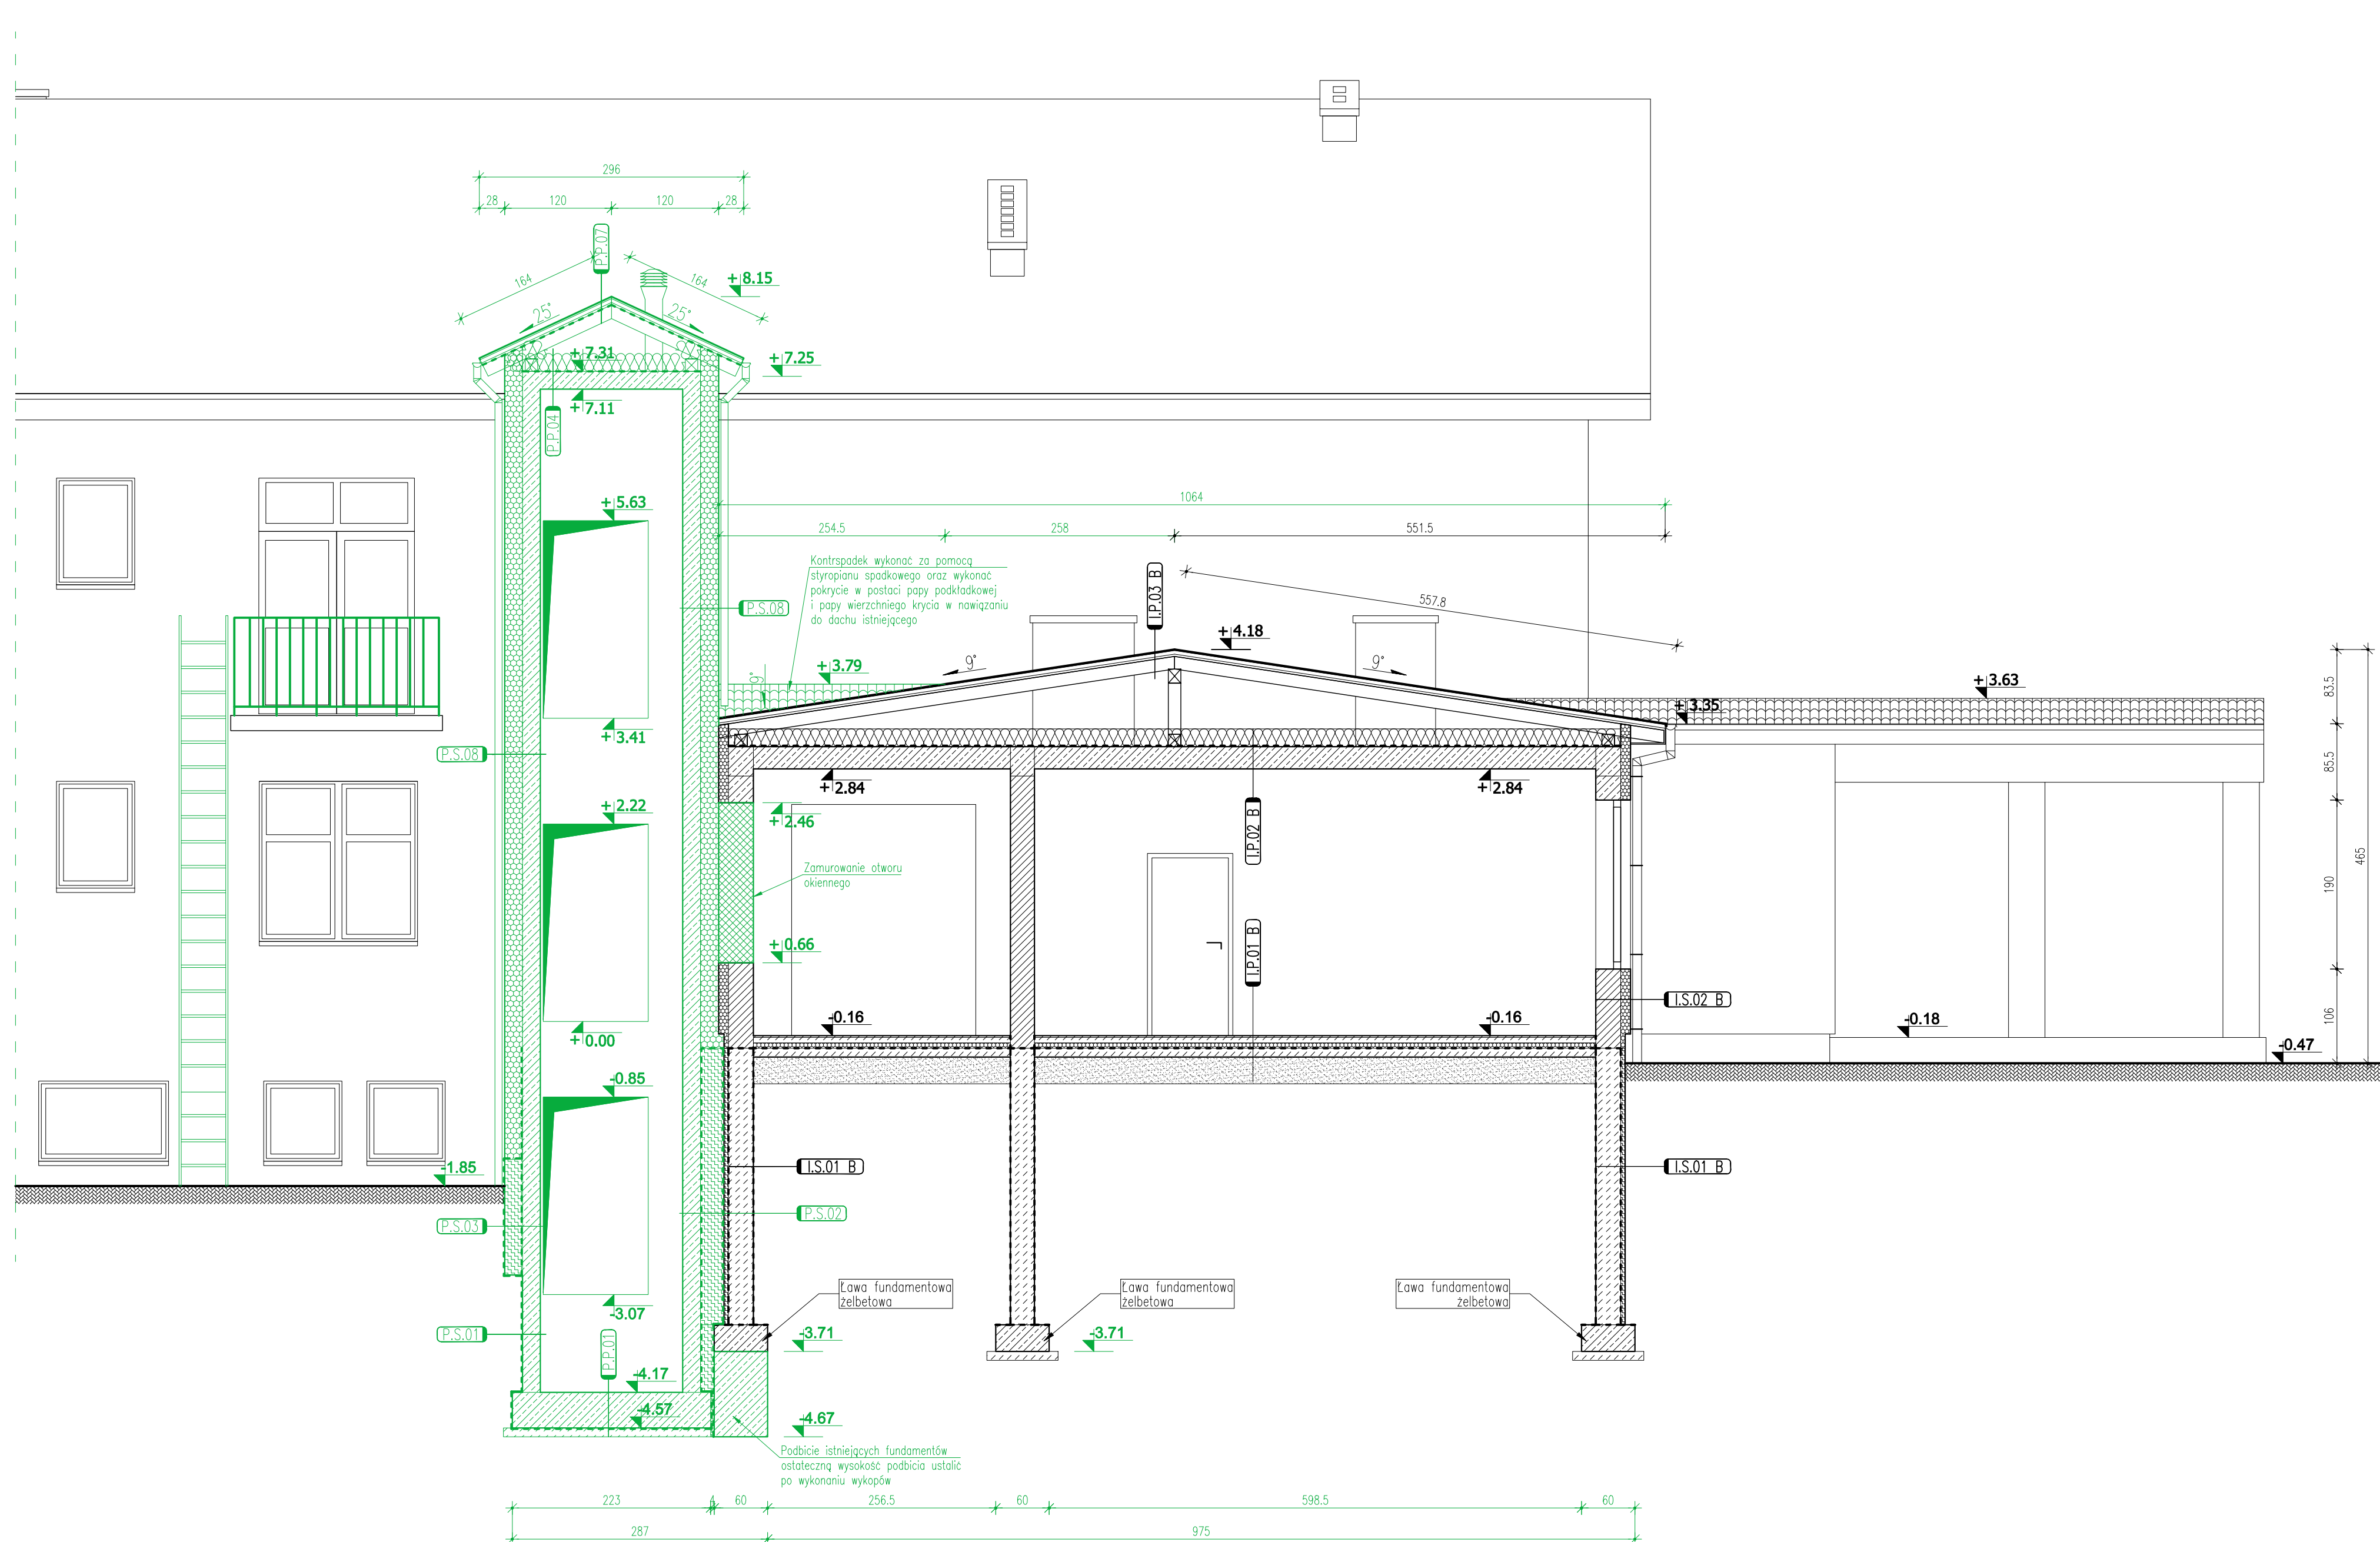 296
28 120 120 28
P.P.07
164 164
+8.15
25° 25°
+7.31
+7.25
+7.11
P.P.04
1064
+5.63
254.5 258 551.5
Kontrspadek wykonać za pomocą
styropianu spadkowego oraz wykonać
pokrycie w postaci papy podkładkowej
i papy wierzchniego krycia w nawiązaniu
do dachu istniejącego
P.S.08
I.P.03 B
557.8
+4.18
9° 9° 9°
+3.79
+3.63
+3.35
83.5
+3.41
P.S.08
85.5
+2.84 +2.84
+2.22
+2.46
I.P.02 B
465
Zamurowanie otworu
okiennego
190
+0.66
I.P.01 B
I.S.02 B
-0.16 -0.16
-0.18
106
+0.00
-0.47
-0.85
-1.85
I.S.01 B
I.S.01 B
P.S.03
P.S.02
Ława fundamentowa
żelbetowa
Ława fundamentowa
żelbetowa
Ława fundamentowa
żelbetowa
-3.07
P.S.01
P.P.01
-3.71 -3.71
-4.17
-4.57
-4.67
Podbicie istniejących fundamentów
ostateczną wysokość podbicia ustalić
po wykonaniu wykopów
223 4 60 256.5 60 598.5 60
287 975